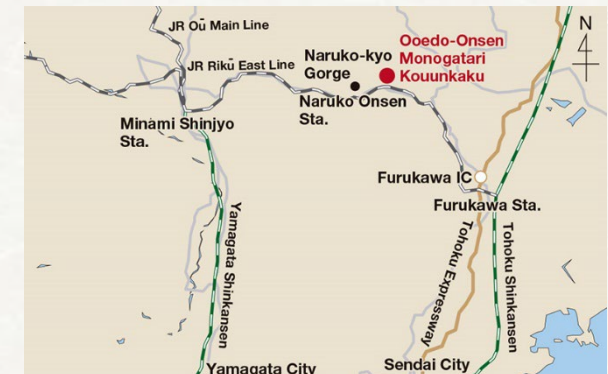 JR Oū Main Line
JR Rikū East Line
Naruko-kyo
Gorge
Ooedo-Onsen
Monogatari
Kouunkaku
N
Naruko Onsen
Sta.
Minami Shinjyo
Sta.
Furukawa IC
Furukawa Sta.
Yamagata Shinkansen
Tohoku Expressway
Tohoku Shinkansen
Yamagata City
Sendai City